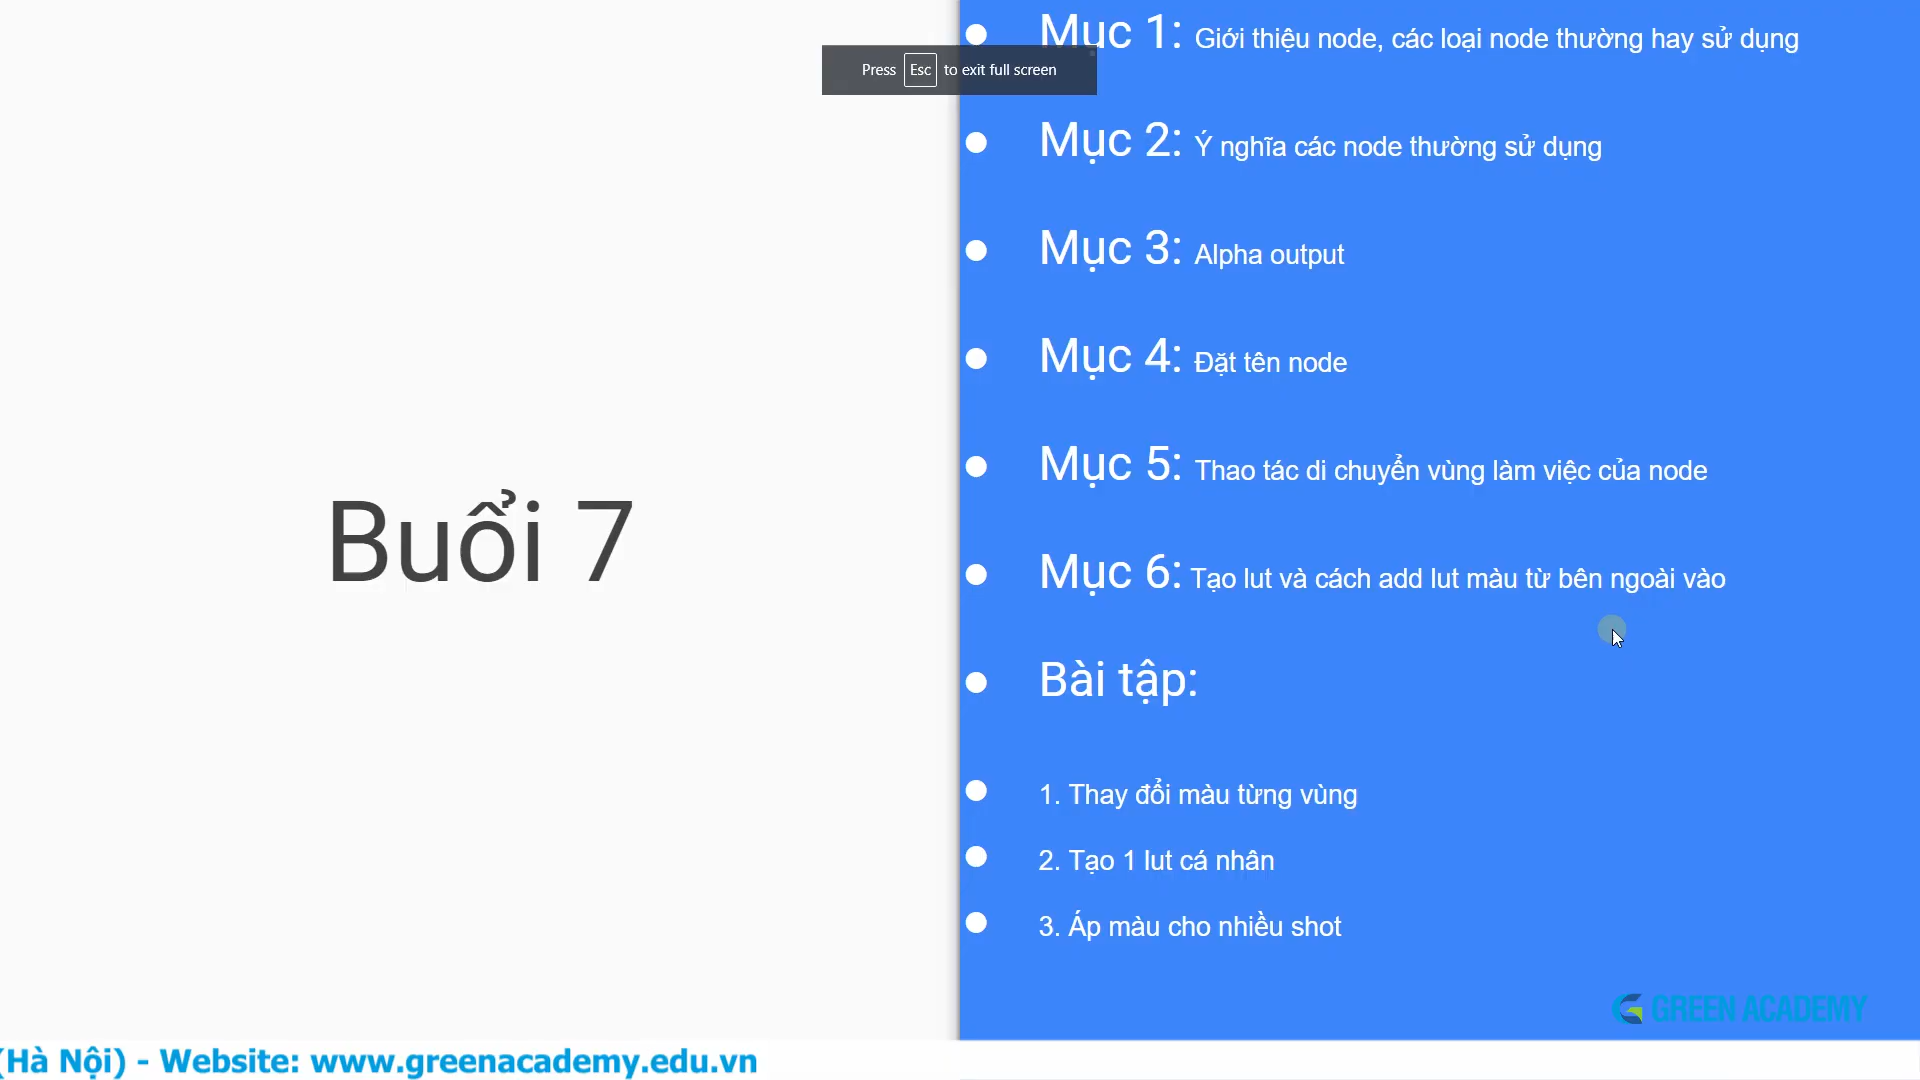 Buổi 7
Mục 1: Giới thiệu node, các loại node thường hay sử dụng
Press Esc to exit full screen
Mục 2: Ý nghĩa các node thường sử dụng
Mục 3: Alpha output
Mục 4: Đặt tên node
Mục 5: Thao tác di chuyển vùng làm việc của node
Mục 6: Tạo lut và cách add lut màu từ bên ngoài vào
Bài tập:
1. Thay đổi màu từng vùng
2. Tạo 1 lut cá nhân
3. Áp màu cho nhiều shot
GREEN ACADEMY
(Hà Nội) - Website: www.greenacademy.edu.vn